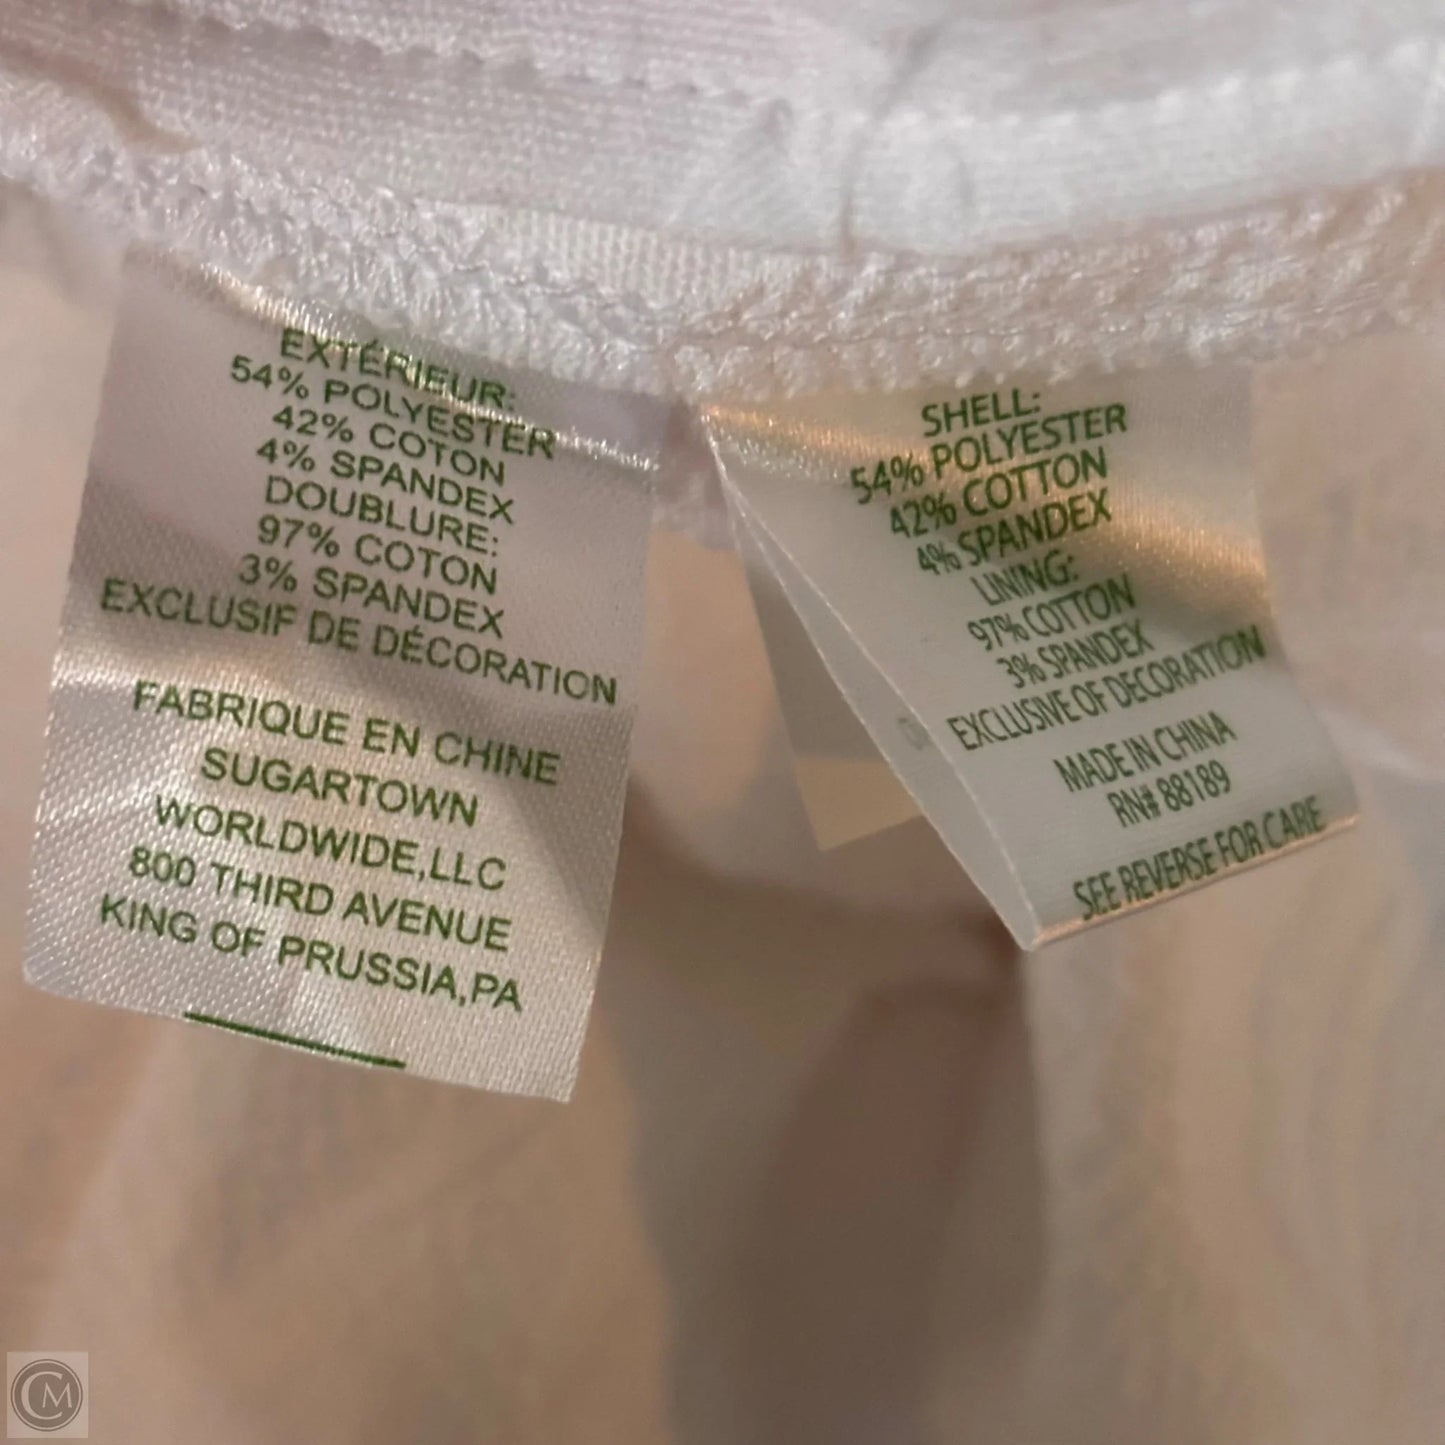 EXTÉRIEUR:
54% POLYESTER
42% COTON
4% SPANDEX
DOUBLURE:
97% COTON
3% SPANDEX
EXCLUSIF DE DÉCORATION
FABRIQUE EN CHINE
SUGARTOWN
WORLDWIDE,LLC
800 THIRD AVENUE
KING OF PRUSSIA,PA
SHELL:
54% POLYESTER
42% COTTON
4% SPANDEX
LINING:
97% COTTON
3% SPANDEX
EXCLUSIVE OF DECORATION
MADE IN CHINA
RN# 88189
SEE REVERSE FOR CARE
CM